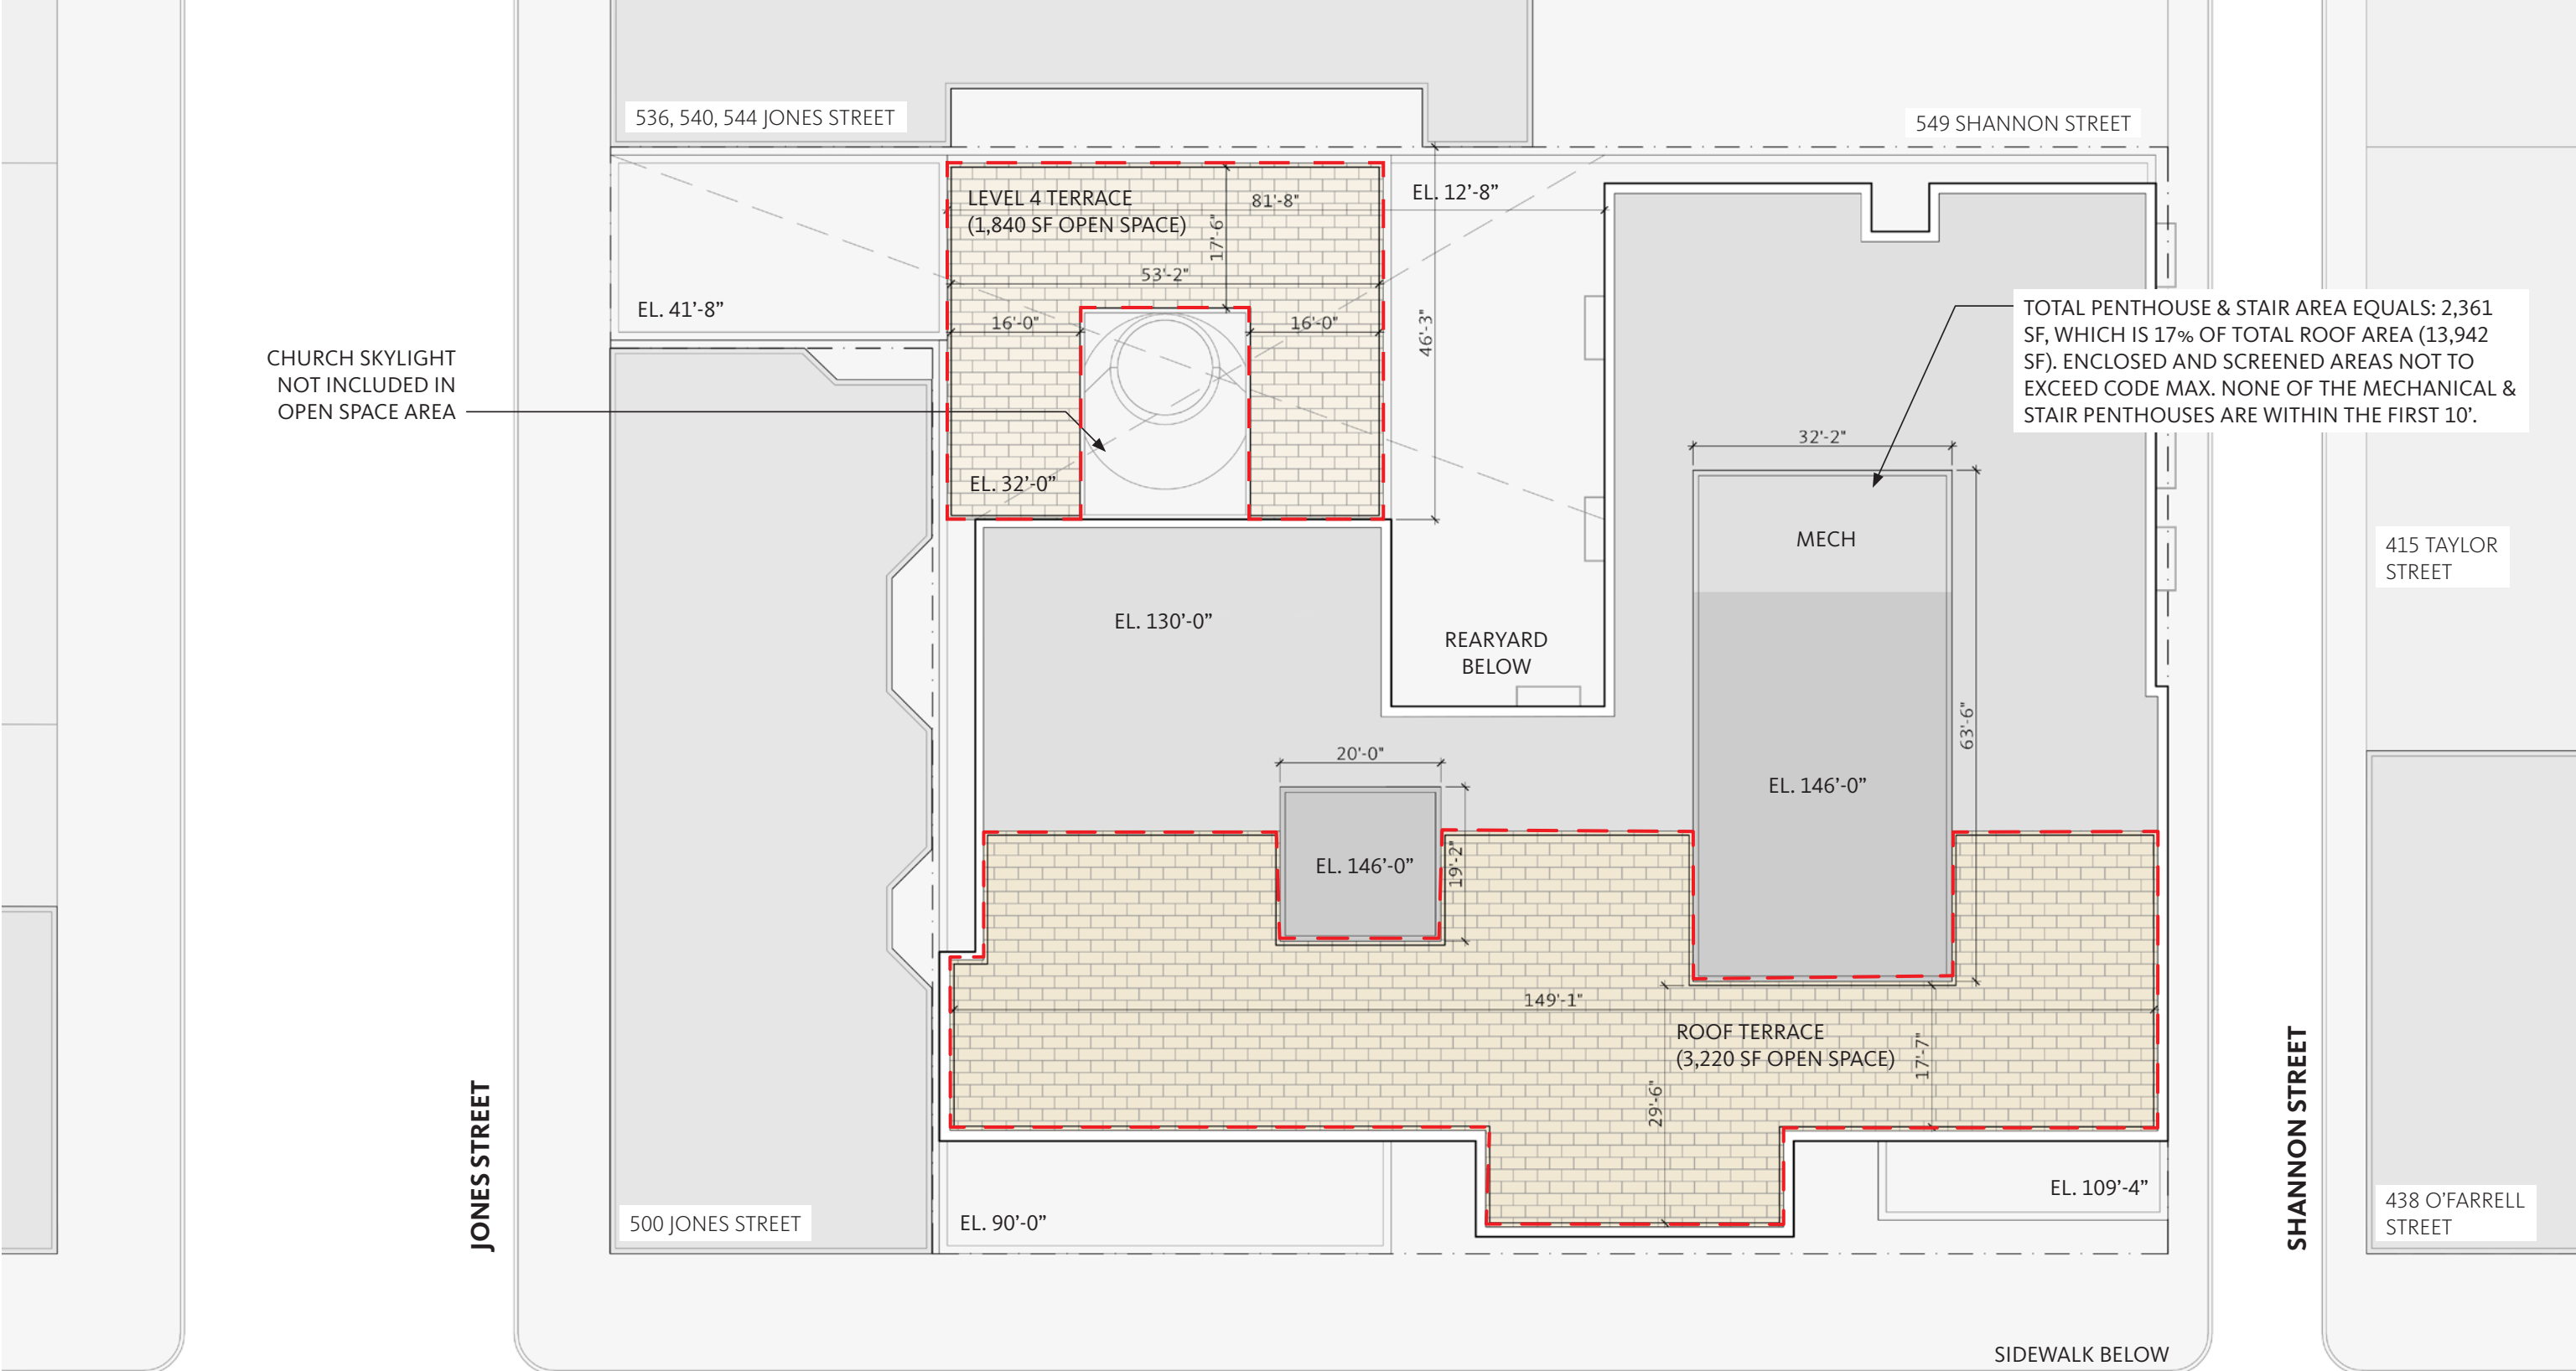 536, 540, 544 JONES STREET
549 SHANNON STREET
LEVEL 4 TERRACE
(1,840 SF OPEN SPACE)
81'-8"
17'-6"
EL. 12'-8"
53'-2"
16'-0"
16'-0"
46'-3"
EL. 41'-8"
CHURCH SKYLIGHT
NOT INCLUDED IN
OPEN SPACE AREA
EL. 32'-0"
TOTAL PENTHOUSE & STAIR AREA EQUALS: 2,361
SF, WHICH IS 17% OF TOTAL ROOF AREA (13,942
SF). ENCLOSED AND SCREENED AREAS NOT TO
EXCEED CODE MAX. NONE OF THE MECHANICAL &
STAIR PENTHOUSES ARE WITHIN THE FIRST 10'.
32'-2"
MECH
415 TAYLOR
STREET
EL. 130'-0"
REARYARD
BELOW
63'-6"
20'-0"
EL. 146'-0"
EL. 146'-0"
19'-2"
149'-1"
ROOF TERRACE
(3,220 SF OPEN SPACE)
17'-7"
29'-6"
JONES STREET
SHANNON STREET
500 JONES STREET
EL. 90'-0"
EL. 109'-4"
438 O'FARRELL
STREET
SIDEWALK BELOW